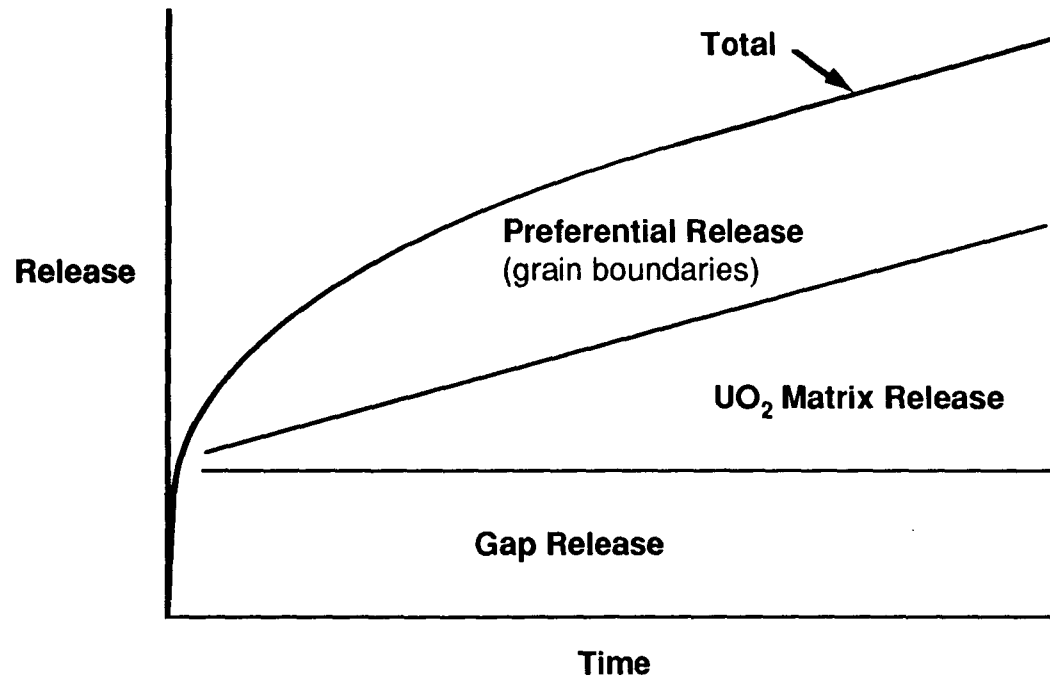 Total
Preferential Release
(grain boundaries)
Release
UO₂ Matrix Release
Gap Release
Time